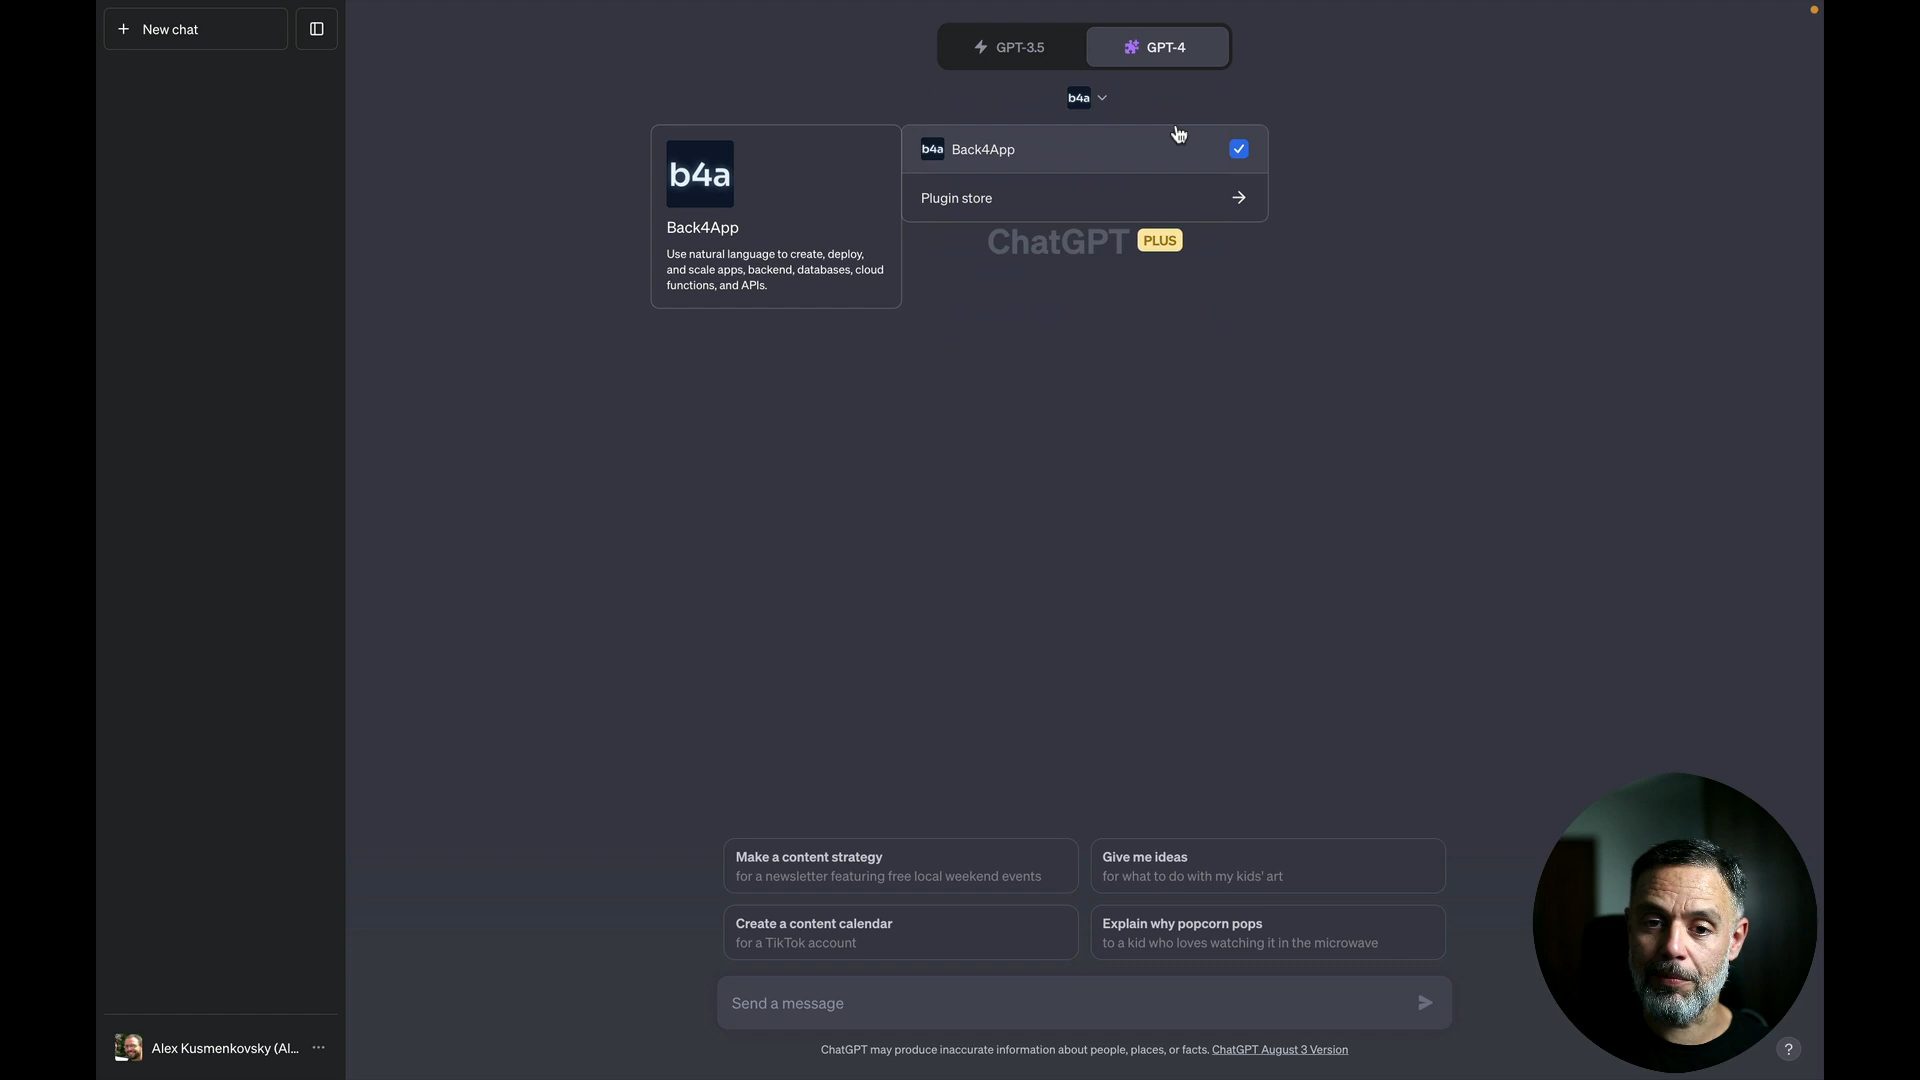 New chat
GPT-3.5
GPT-4
b4a
b4a Back4App
Plugin store
b4a
Back4App
Use natural language to create, deploy,
and scale apps, backend, databases, cloud
functions, and APIs.
ChatGPT PLUS
Make a content strategy
for a newsletter featuring free local weekend events
Give me ideas
for what to do with my kids' art
Create a content calendar
for a TikTok account
Explain why popcorn pops
to a kid who loves watching it in the microwave
Send a message
ChatGPT may produce inaccurate information about people, places, or facts. ChatGPT August 3 Version
Alex Kusmenkovsky (Al...
?